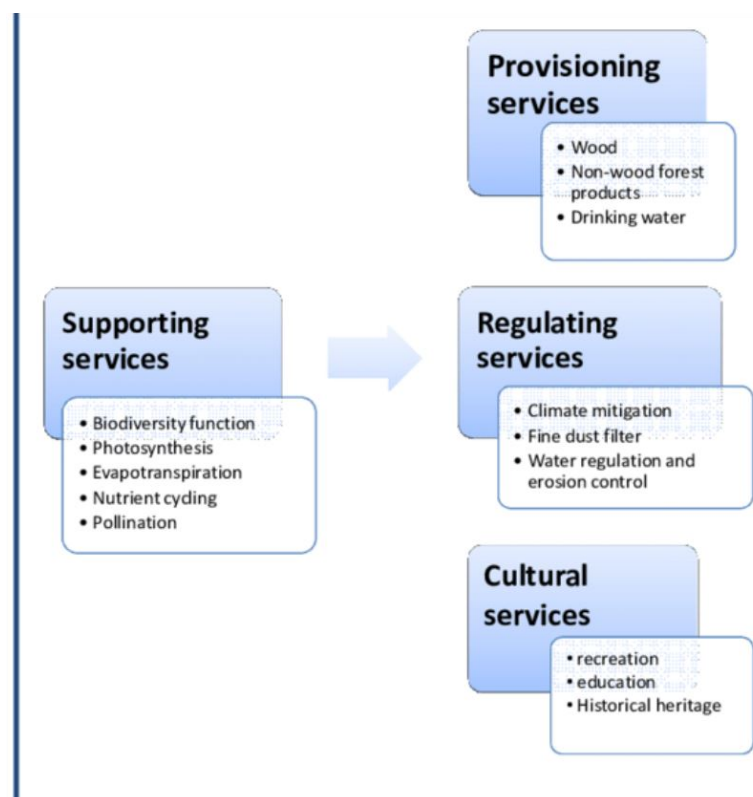 Provisioning
services
• Wood
• Non-wood forest
products
• Drinking water
Supporting
services
• Biodiversity function
• Photosynthesis
• Evapotranspiration
• Nutrient cycling
• Pollination
Regulating
services
• Climate mitigation
• Fine dust filter
• Water regulation and
erosion control
Cultural
services
• recreation
• education
• Historical heritage